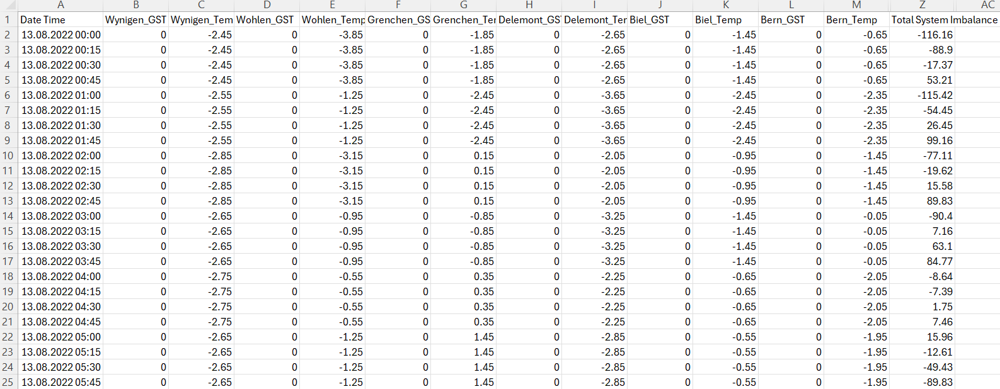 A B C D E F G H I J K L M Z AC
1 Date Time Wynigen_GST Wynigen_Tem Wohlen_GST Wohlen_Temp Grenchen_GS Grenchen_Ter Delemont_GS Delemont_Ter Biel_GST Biel_Temp Bern_GST Bern_Temp Total System Imbalance
2 13.08.2022 00:00 0 -2.45 0 -3.85 0 -1.85 0 -2.65 0 -1.45 0 -0.65 -116.16
3 13.08.2022 00:15 0 -2.45 0 -3.85 0 -1.85 0 -2.65 0 -1.45 0 -0.65 -88.9
4 13.08.2022 00:30 0 -2.45 0 -3.85 0 -1.85 0 -2.65 0 -1.45 0 -0.65 -17.37
5 13.08.2022 00:45 0 -2.45 0 -3.85 0 -1.85 0 -2.65 0 -1.45 0 -0.65 53.21
6 13.08.2022 01:00 0 -2.55 0 -1.25 0 -2.45 0 -3.65 0 -2.45 0 -2.35 -115.42
7 13.08.2022 01:15 0 -2.55 0 -1.25 0 -2.45 0 -3.65 0 -2.45 0 -2.35 -54.45
8 13.08.2022 01:30 0 -2.55 0 -1.25 0 -2.45 0 -3.65 0 -2.45 0 -2.35 26.45
9 13.08.2022 01:45 0 -2.55 0 -1.25 0 -2.45 0 -3.65 0 -2.45 0 -2.35 99.16
10 13.08.2022 02:00 0 -2.85 0 -3.15 0 0.15 0 -2.05 0 -0.95 0 -1.45 -77.11
11 13.08.2022 02:15 0 -2.85 0 -3.15 0 0.15 0 -2.05 0 -0.95 0 -1.45 -19.62
12 13.08.2022 02:30 0 -2.85 0 -3.15 0 0.15 0 -2.05 0 -0.95 0 -1.45 15.58
13 13.08.2022 02:45 0 -2.85 0 -3.15 0 0.15 0 -2.05 0 -0.95 0 -1.45 89.83
14 13.08.2022 03:00 0 -2.65 0 -0.95 0 -0.85 0 -3.25 0 -1.45 0 -0.05 -90.4
15 13.08.2022 03:15 0 -2.65 0 -0.95 0 -0.85 0 -3.25 0 -1.45 0 -0.05 7.16
16 13.08.2022 03:30 0 -2.65 0 -0.95 0 -0.85 0 -3.25 0 -1.45 0 -0.05 63.1
17 13.08.2022 03:45 0 -2.65 0 -0.95 0 -0.85 0 -3.25 0 -1.45 0 -0.05 84.77
18 13.08.2022 04:00 0 -2.75 0 -0.55 0 0.35 0 -2.25 0 -0.65 0 -2.05 -8.64
19 13.08.2022 04:15 0 -2.75 0 -0.55 0 0.35 0 -2.25 0 -0.65 0 -2.05 -7.39
20 13.08.2022 04:30 0 -2.75 0 -0.55 0 0.35 0 -2.25 0 -0.65 0 -2.05 1.75
21 13.08.2022 04:45 0 -2.75 0 -0.55 0 0.35 0 -2.25 0 -0.65 0 -2.05 7.46
22 13.08.2022 05:00 0 -2.65 0 -1.25 0 1.45 0 -2.85 0 -0.55 0 -1.95 15.96
23 13.08.2022 05:15 0 -2.65 0 -1.25 0 1.45 0 -2.85 0 -0.55 0 -1.95 -12.61
24 13.08.2022 05:30 0 -2.65 0 -1.25 0 1.45 0 -2.85 0 -0.55 0 -1.95 -49.43
25 13.08.2022 05:45 0 -2.65 0 -1.25 0 1.45 0 -2.85 0 -0.55 0 -1.95 -89.83